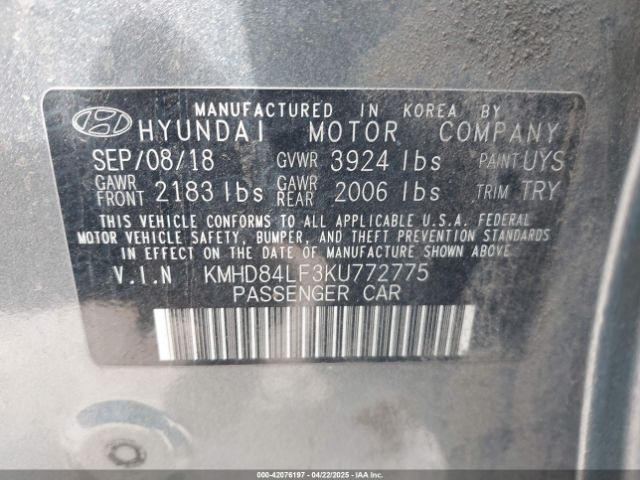 MANUFACTURED IN KOREA BY
HYUNDAI MOTOR COMPANY
SEP/08/18 GVWR 3924 lbs PAINT UYS
GAWR FRONT 2183 lbs GAWR REAR 2006 lbs TRIM TRY
THIS VEHICLE CONFORMS TO ALL APPLICABLE U.S.A. FEDERAL
MOTOR VEHICLE SAFETY, BUMPER, AND THEFT PREVENTION STANDARDS
IN EFFECT ON THE DATE OF MANUFACTURE SHOWN ABOVE.
V.I.N KMHD84LF3KU772775
PASSENGER CAR
000-42076197 - 04/22/2025 - IAA Inc.